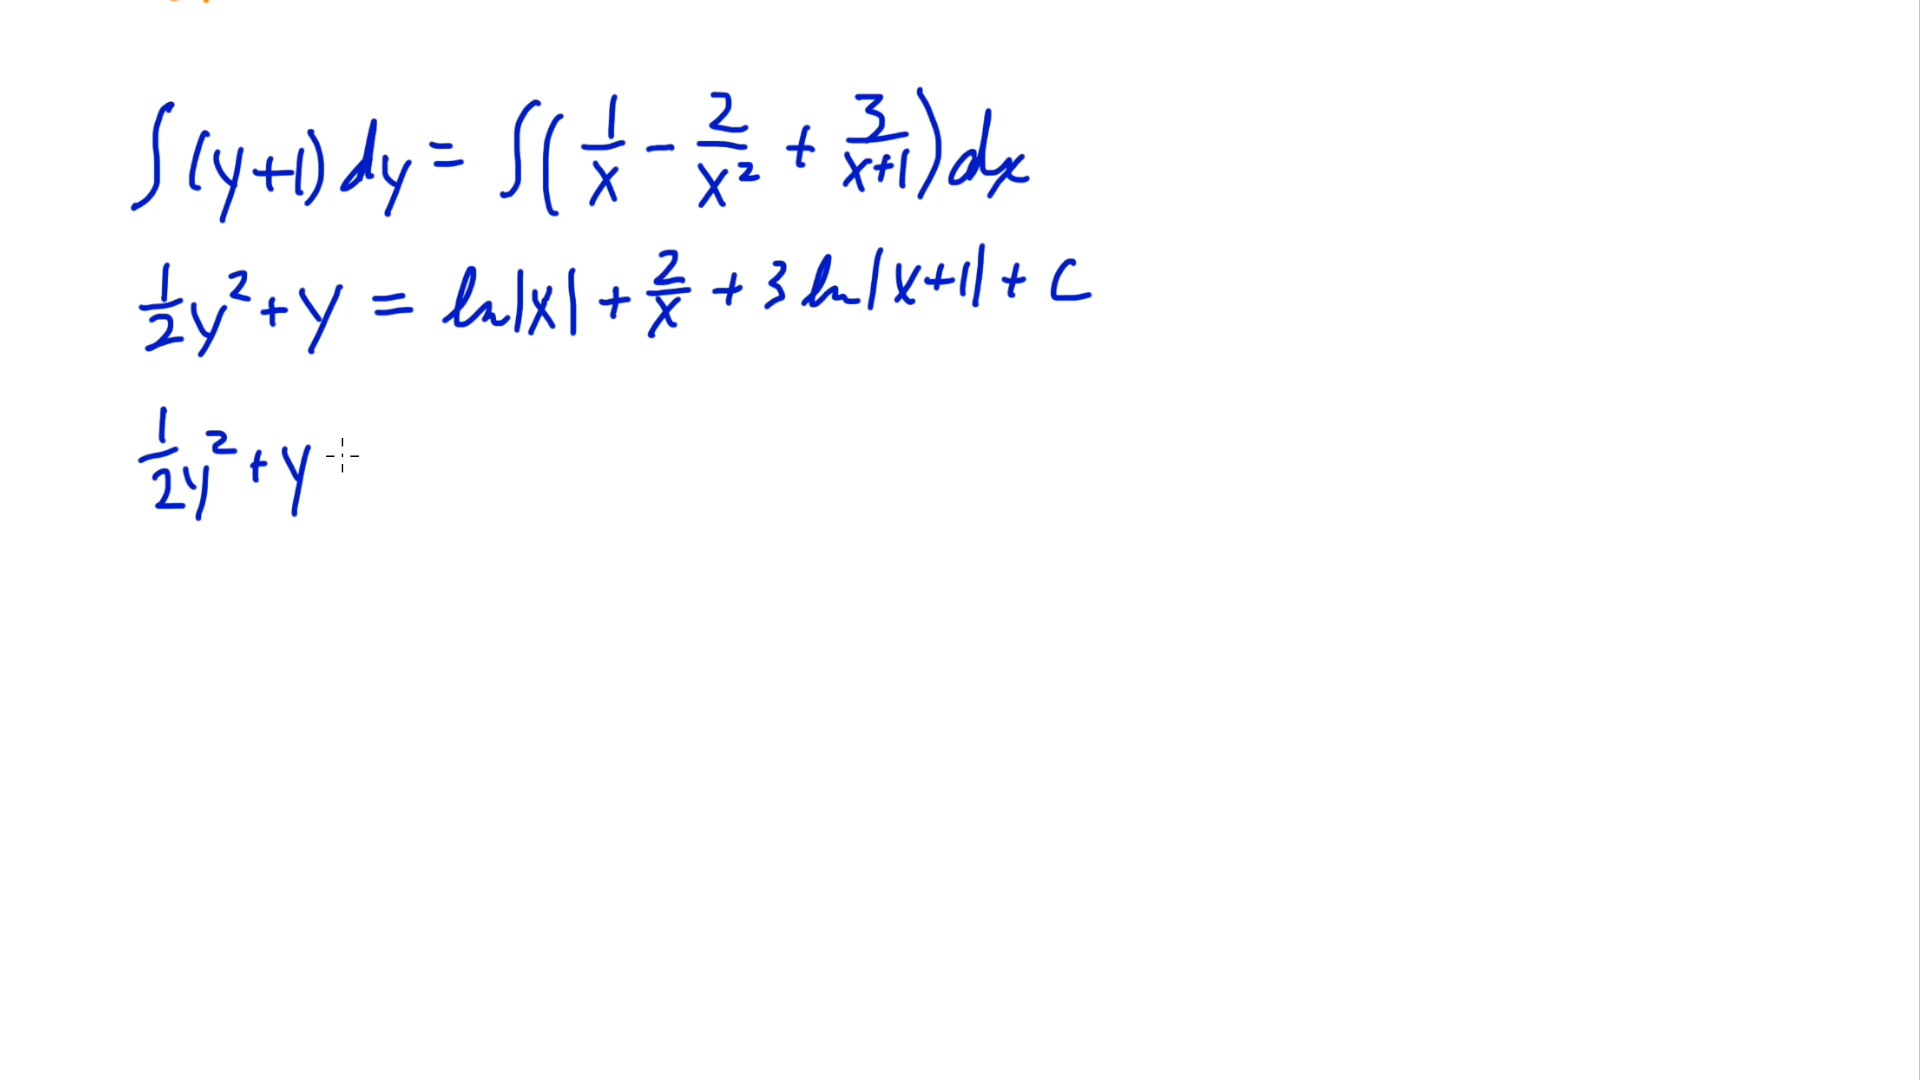 ∫(y+1)dy = ∫(1/x − 2/x² + 3/(x+1))dx
1/2 y² + y = ln|x| + 2/x + 3 ln|x+1| + C
1/2 y² + y